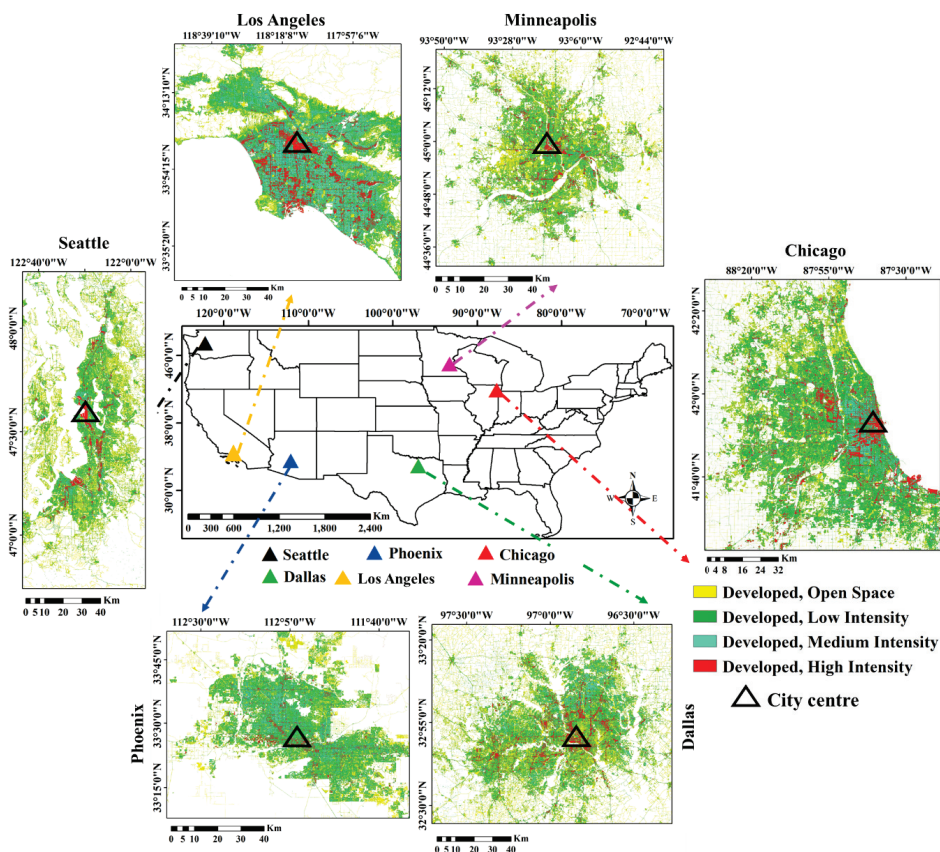 Los Angeles
118°39'10"W 118°18'8"W 117°57'6"W
34°13'10"N
33°54'15"N
33°35'20"N
0 5 10 20 30 40 Km
Minneapolis
93°50'0"W 93°28'0"W 93°6'0"W 92°44'0"W
45°12'0"N
45°0'0"N
44°48'0"N
44°36'0"N
0 5 10 20 30 40 Km
Seattle
122°40'0"W 122°0'0"W
48°0'0"N
47°30'0"N
47°0'0"N
0 5 10 20 30 40 Km
120°0'0"W 110°0'0"W 100°0'0"W 90°0'0"W 80°0'0"W 70°0'0"W
46°0'0"N
38°0'0"N
30°0'0"N
N
W E
S
0 150 300 600 1200 1800 2400 Km
Seattle Phoenix Chicago
Dallas Los Angeles Minneapolis
Chicago
88°20'0"W 87°55'0"W 87°30'0"W
42°20'0"N
42°0'0"N
41°40'0"N
0 4 8 16 24 32 Km
Developed, Open Space
Developed, Low Intensity
Developed, Medium Intensity
Developed, High Intensity
City centre
Phoenix
112°30'0"W 112°5'0"W 111°40'0"W
33°45'0"N
33°30'0"N
33°15'0"N
0 5 10 20 30 40 Km
Dallas
97°30'0"W 97°0'0"W 96°30'0"W
33°20'0"N
32°55'0"N
32°30'0"N
0 5 10 20 30 40 Km